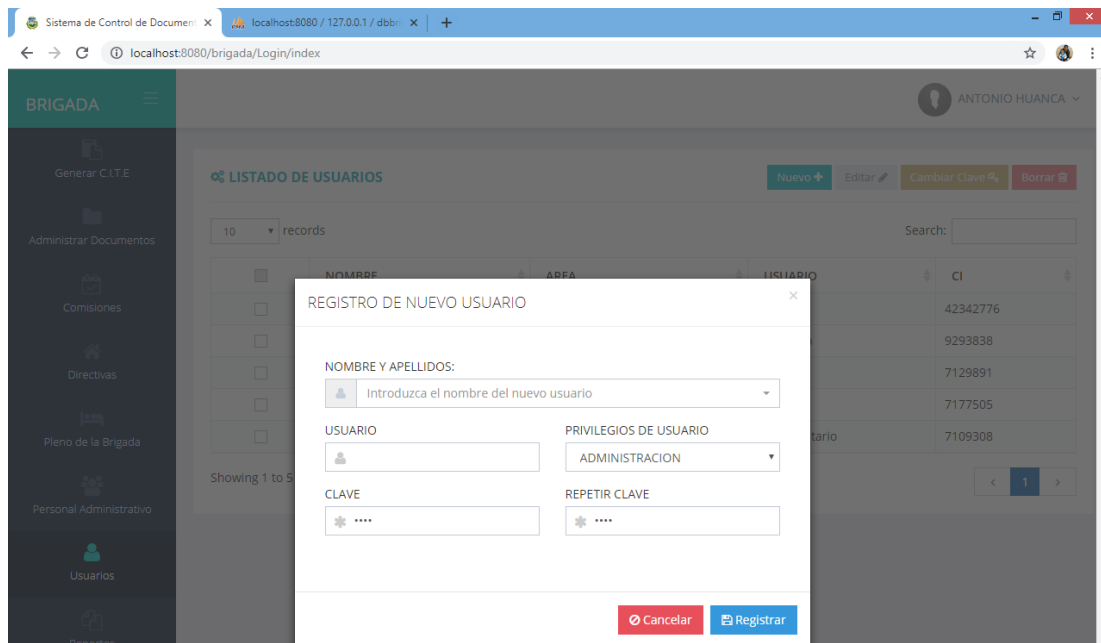 Sistema de Control de Document
localhost:8080 / 127.0.0.1 / dbbri
localhost:8080/brigada/Login/index
BRIGADA
ANTONIO HUANCA
Generar C.I.T.E
Administrar Documentos
Comisiones
Directivas
Pleno de la Brigada
Personal Administrativo
Usuarios
Reportes
LISTADO DE USUARIOS
Nuevo
Editar
Cambiar Clave
Borrar
10 records
Search:
NOMBRE AREA USUARIO CI
42342776
9293838
7129891
7177505
tario 7109308
Showing 1 to 5
< 1 >
REGISTRO DE NUEVO USUARIO ×
NOMBRE Y APELLIDOS:
Introduzca el nombre del nuevo usuario
USUARIO PRIVILEGIOS DE USUARIO
ADMINISTRACION
CLAVE REPETIR CLAVE
•••• ••••
Cancelar Registrar